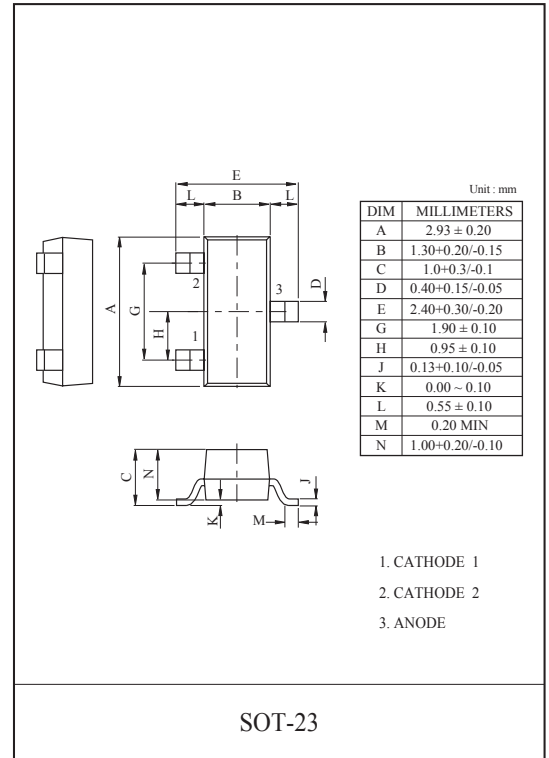 Unit : mm
DIM MILLIMETERS
A 2.93 ± 0.20
B 1.30+0.20/-0.15
C 1.0+0.3/-0.1
D 0.40+0.15/-0.05
E 2.40+0.30/-0.20
G 1.90 ± 0.10
H 0.95 ± 0.10
J 0.13+0.10/-0.05
K 0.00 ~ 0.10
L 0.55 ± 0.10
M 0.20 MIN
N 1.00+0.20/-0.10
E
L B L
A
G
H
D
2
3
1
C
N
K
M
J
1. CATHODE 1
2. CATHODE 2
3. ANODE
SOT-23